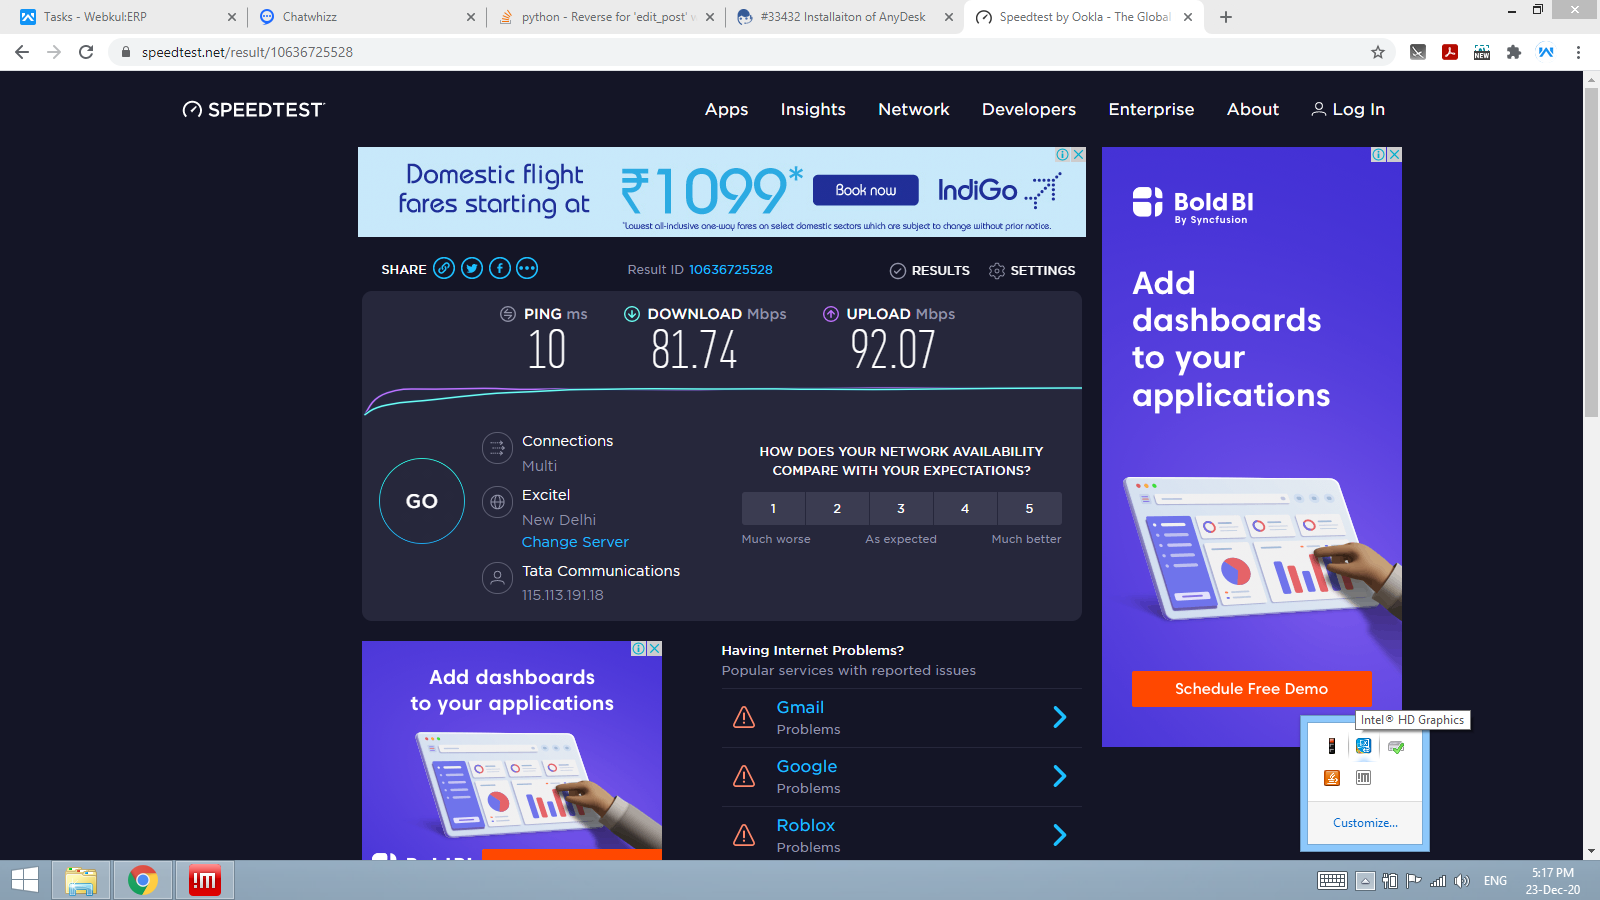 Tasks - Webkul:ERP
Chatwhizz
python - Reverse for 'edit_post' w
#33432 Installaiton of AnyDesk
Speedtest by Ookla - The Global
speedtest.net/result/10636725528
NEW
SPEEDTEST
Apps
Insights
Network
Developers
Enterprise
About
Log In
Domestic flight
fares starting at
₹1099*
Book now
IndiGo
*Lowest all-inclusive one-way fares on select domestic sectors which are subject to change without prior notice.
SHARE
Result ID 10636725528
RESULTS
SETTINGS
PING ms
10
DOWNLOAD Mbps
81.74
UPLOAD Mbps
92.07
GO
Connections
Multi
Excitel
New Delhi
Change Server
Tata Communications
115.113.191.18
HOW DOES YOUR NETWORK AVAILABILITY
COMPARE WITH YOUR EXPECTATIONS?
1 2 3 4 5
Much worse As expected Much better
Bold BI
By Syncfusion
Add
dashboards
to your
applications
Schedule Free Demo
Add dashboards
to your applications
Bold BI
Having Internet Problems?
Popular services with reported issues
Gmail
Problems
Google
Problems
Roblox
Problems
Intel® HD Graphics
!M
Customize...
!M
ENG
5:17 PM
23-Dec-20